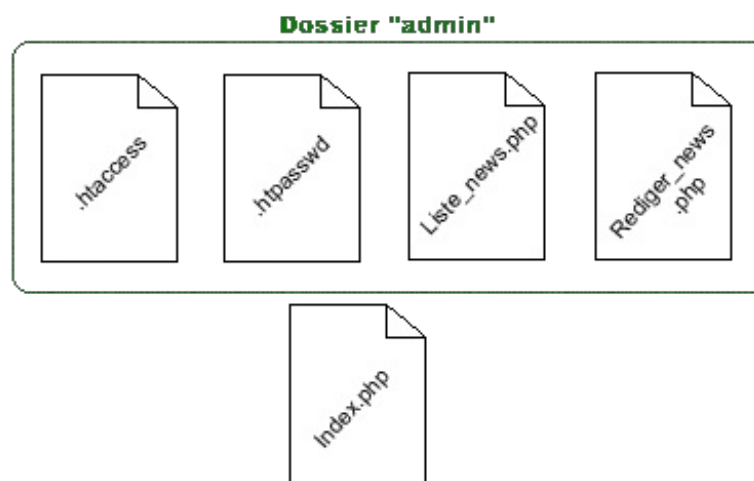 Dossier "admin"
.htaccess
.htpasswd
Liste_news.php
Rediger_news
.php
Index.php